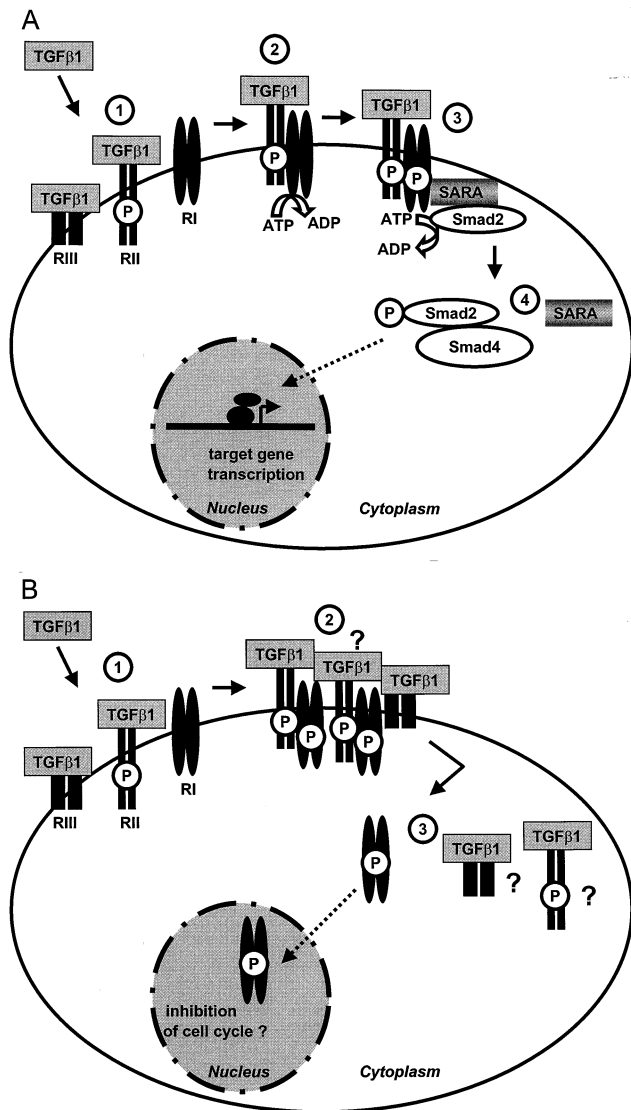 A
TGFβ1
1
2
TGFβ1
TGFβ1
3
TGFβ1
P
P
P
SARA
TGFβ1
RI
P
ATP
ADP
ATP
Smad2
RIII
RII
ADP
4
P
Smad2
SARA
Smad4
target gene
transcription
Nucleus
Cytoplasm
B
TGFβ1
1
2
?
TGFβ1
TGFβ1
TGFβ1
TGFβ1
P
P
P
P
TGFβ1
P
RI
RIII
RII
3
TGFβ1
TGFβ1
P
?
P
?
P
inhibition
of cell cycle ?
Nucleus
Cytoplasm